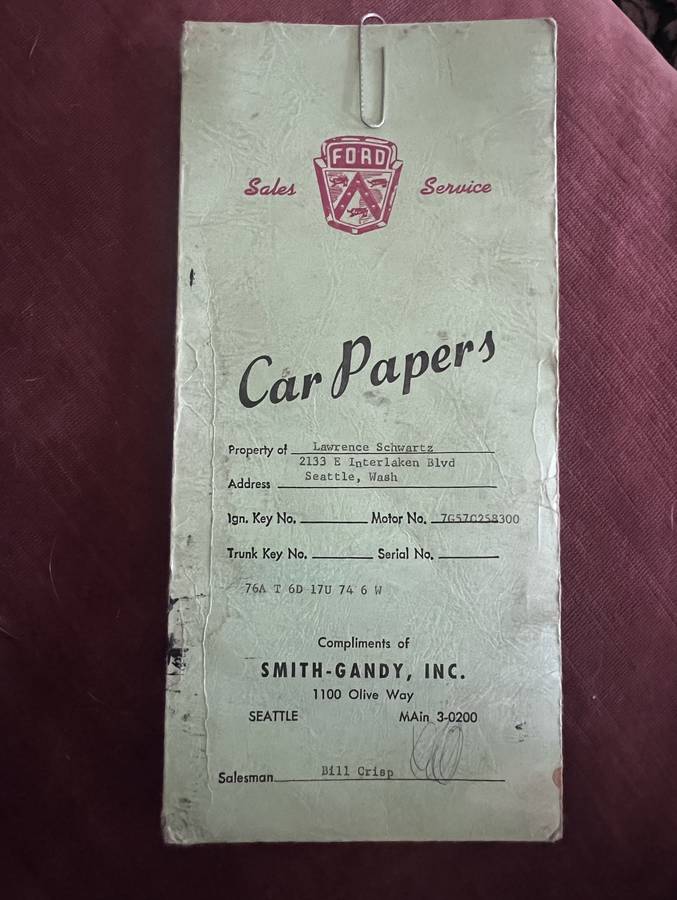 FORD
Sales Service
Car Papers
Property of Lawrence Schwartz
2133 E Interlaken Blvd
Address Seattle, Wash
Ign. Key No. Motor No. 7G57C258300
Trunk Key No. Serial No.
76A T 6D 17U 74 6 W
Compliments of
SMITH-GANDY, INC.
1100 Olive Way
SEATTLE MAin 3-0200
Salesman Bill Crisp